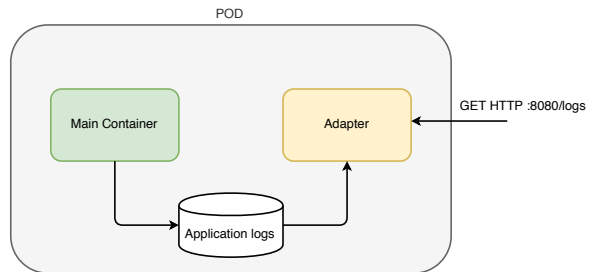 POD
Main Container
Adapter
GET HTTP :8080/logs
Application logs